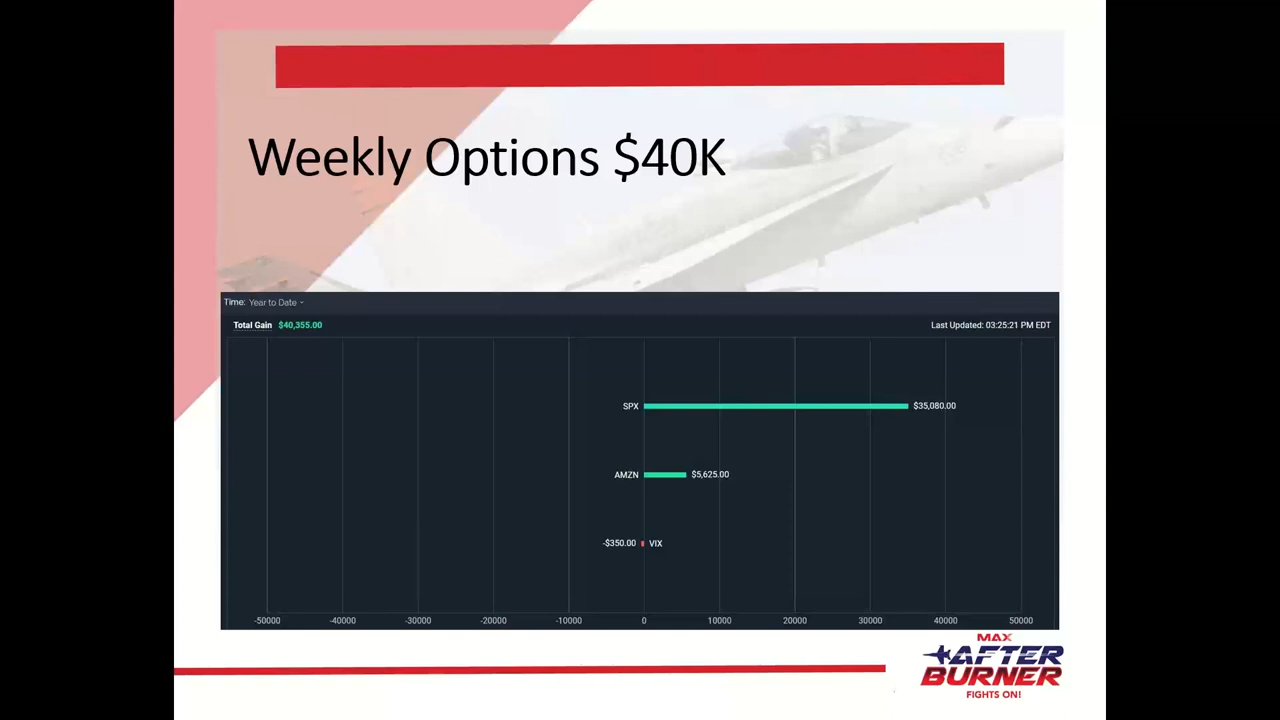 Weekly Options $40K
Time: Year to Date
Total Gain $40,355.00
Last Updated: 03:25:21 PM EDT
SPX $35,080.00
AMZN $5,625.00
-$350.00 VIX
-50000 -40000 -30000 -20000 -10000 0 10000 20000 30000 40000 50000
MAX
AFTER
BURNER
FIGHTS ON!